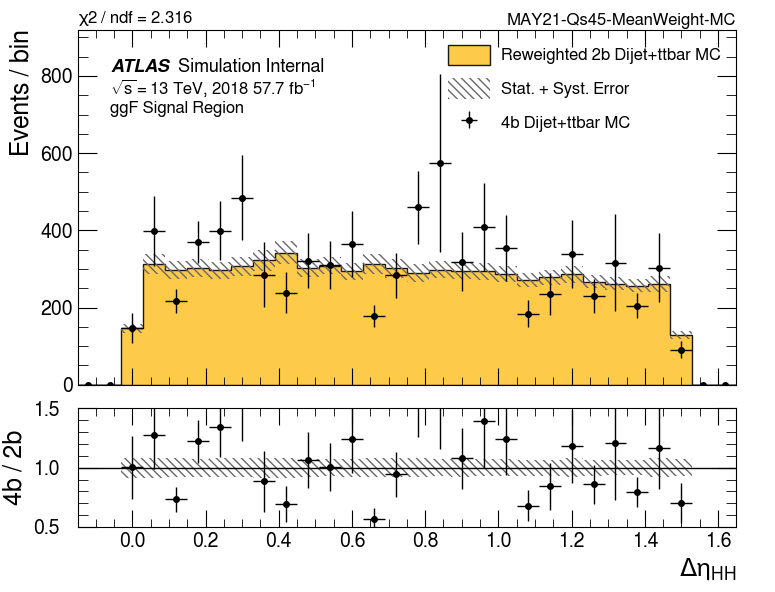 χ2 / ndf = 2.316
MAY21-Qs45-MeanWeight-MC
Events / bin
800
600
400
200
0
ATLAS Simulation Internal
√s = 13 TeV, 2018 57.7 fb⁻¹
ggF Signal Region
Reweighted 2b Dijet+ttbar MC
Stat. + Syst. Error
4b Dijet+ttbar MC
4b / 2b
1.5
1.0
0.5
0.0 0.2 0.4 0.6 0.8 1.0 1.2 1.4 1.6
Δη_HH